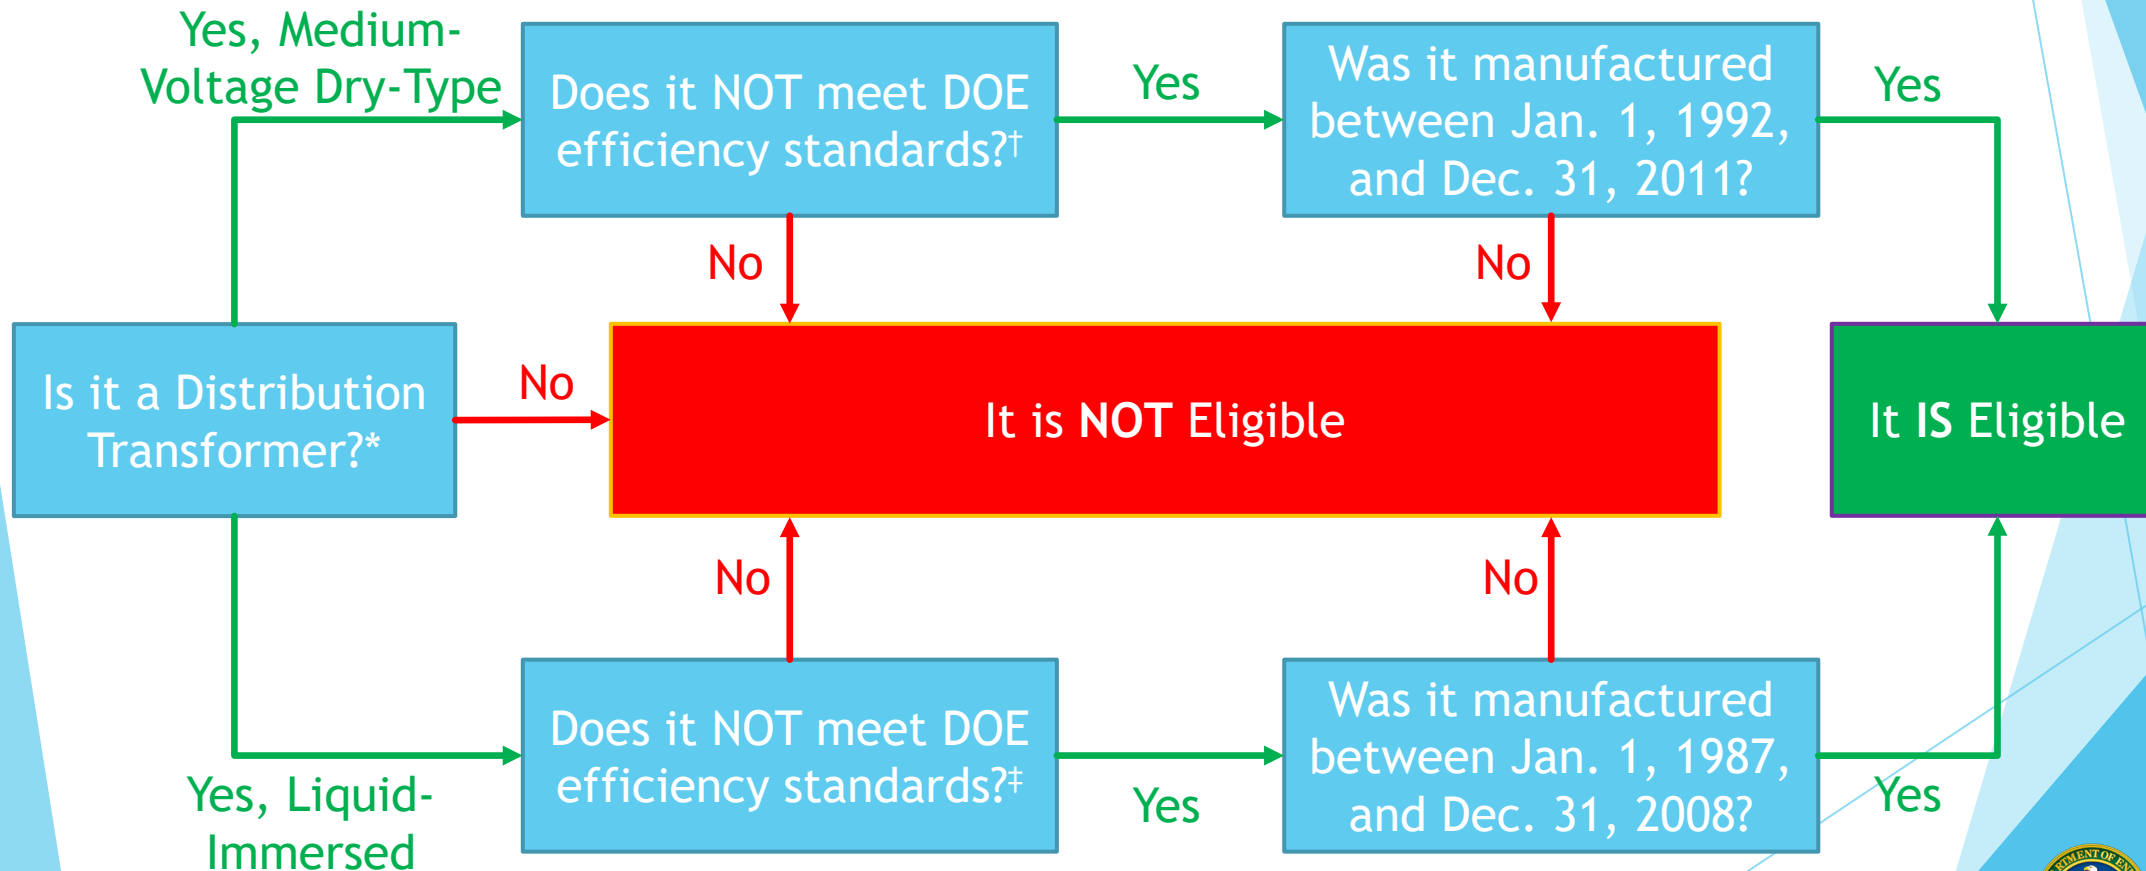 Yes, Medium-
Voltage Dry-Type
Does it NOT meet DOE
efficiency standards?†
Yes
Was it manufactured
between Jan. 1, 1992,
and Dec. 31, 2011?
Yes
No
No
Is it a Distribution
Transformer?*
No
It is NOT Eligible
It IS Eligible
No
No
Yes, Liquid-
Immersed
Does it NOT meet DOE
efficiency standards?‡
Yes
Was it manufactured
between Jan. 1, 1987,
and Dec. 31, 2008?
Yes